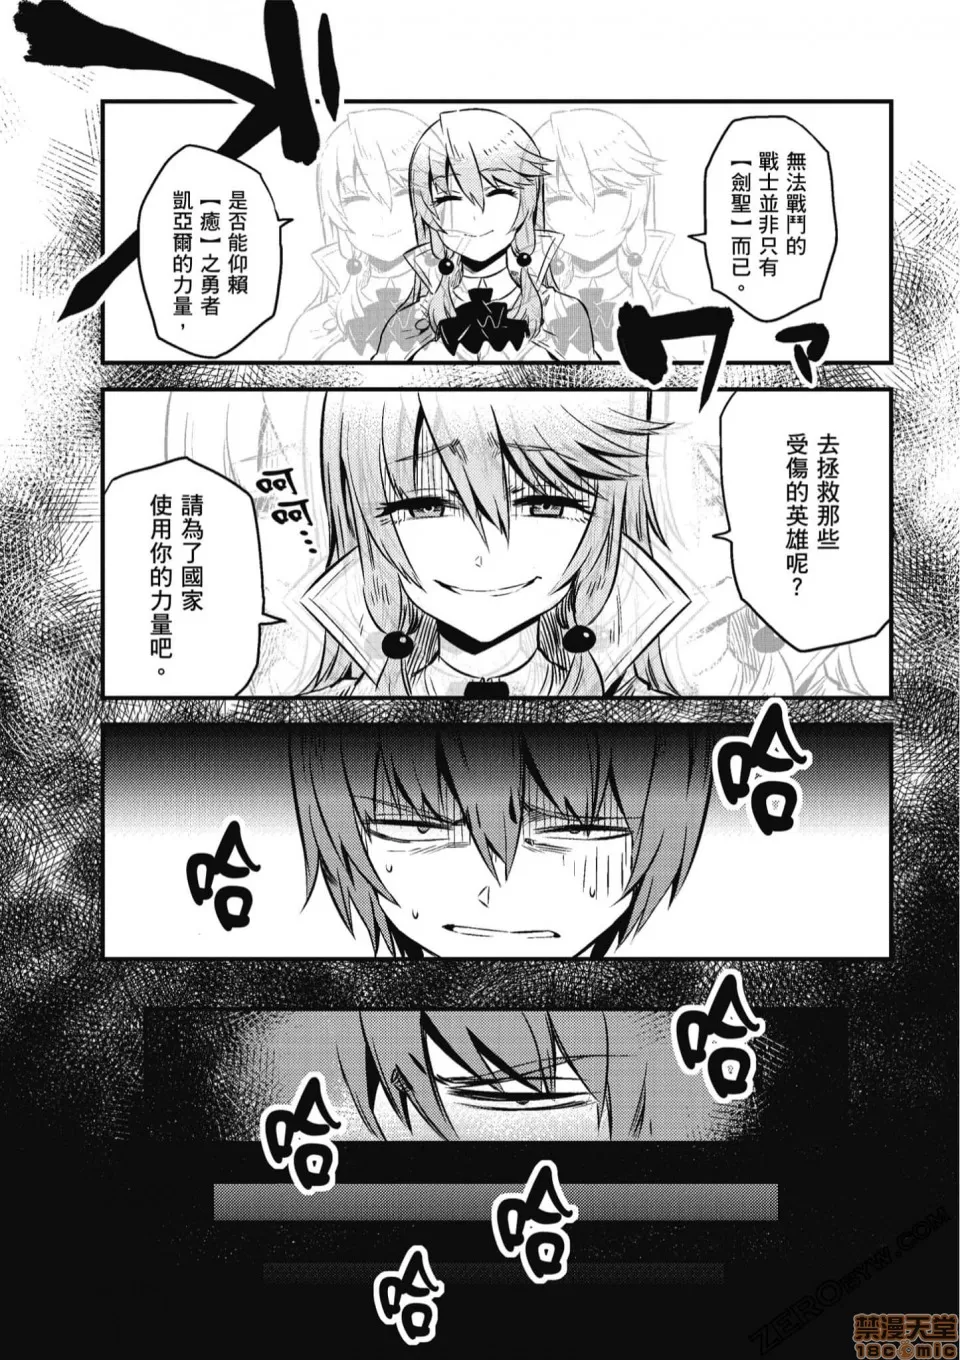 無法戰鬥的
戰士並非只有
【劍聖】而已。
是否能仰賴
【癒】之勇者
凱亞爾的力量，
ワァ
去拯救那些
受傷的英雄呢？
呵呵…
請為了國家
使用你的力量吧。
哈
哈
哈
哈
哈
哈
ZEROBYW.COM
禁漫天堂
18comic